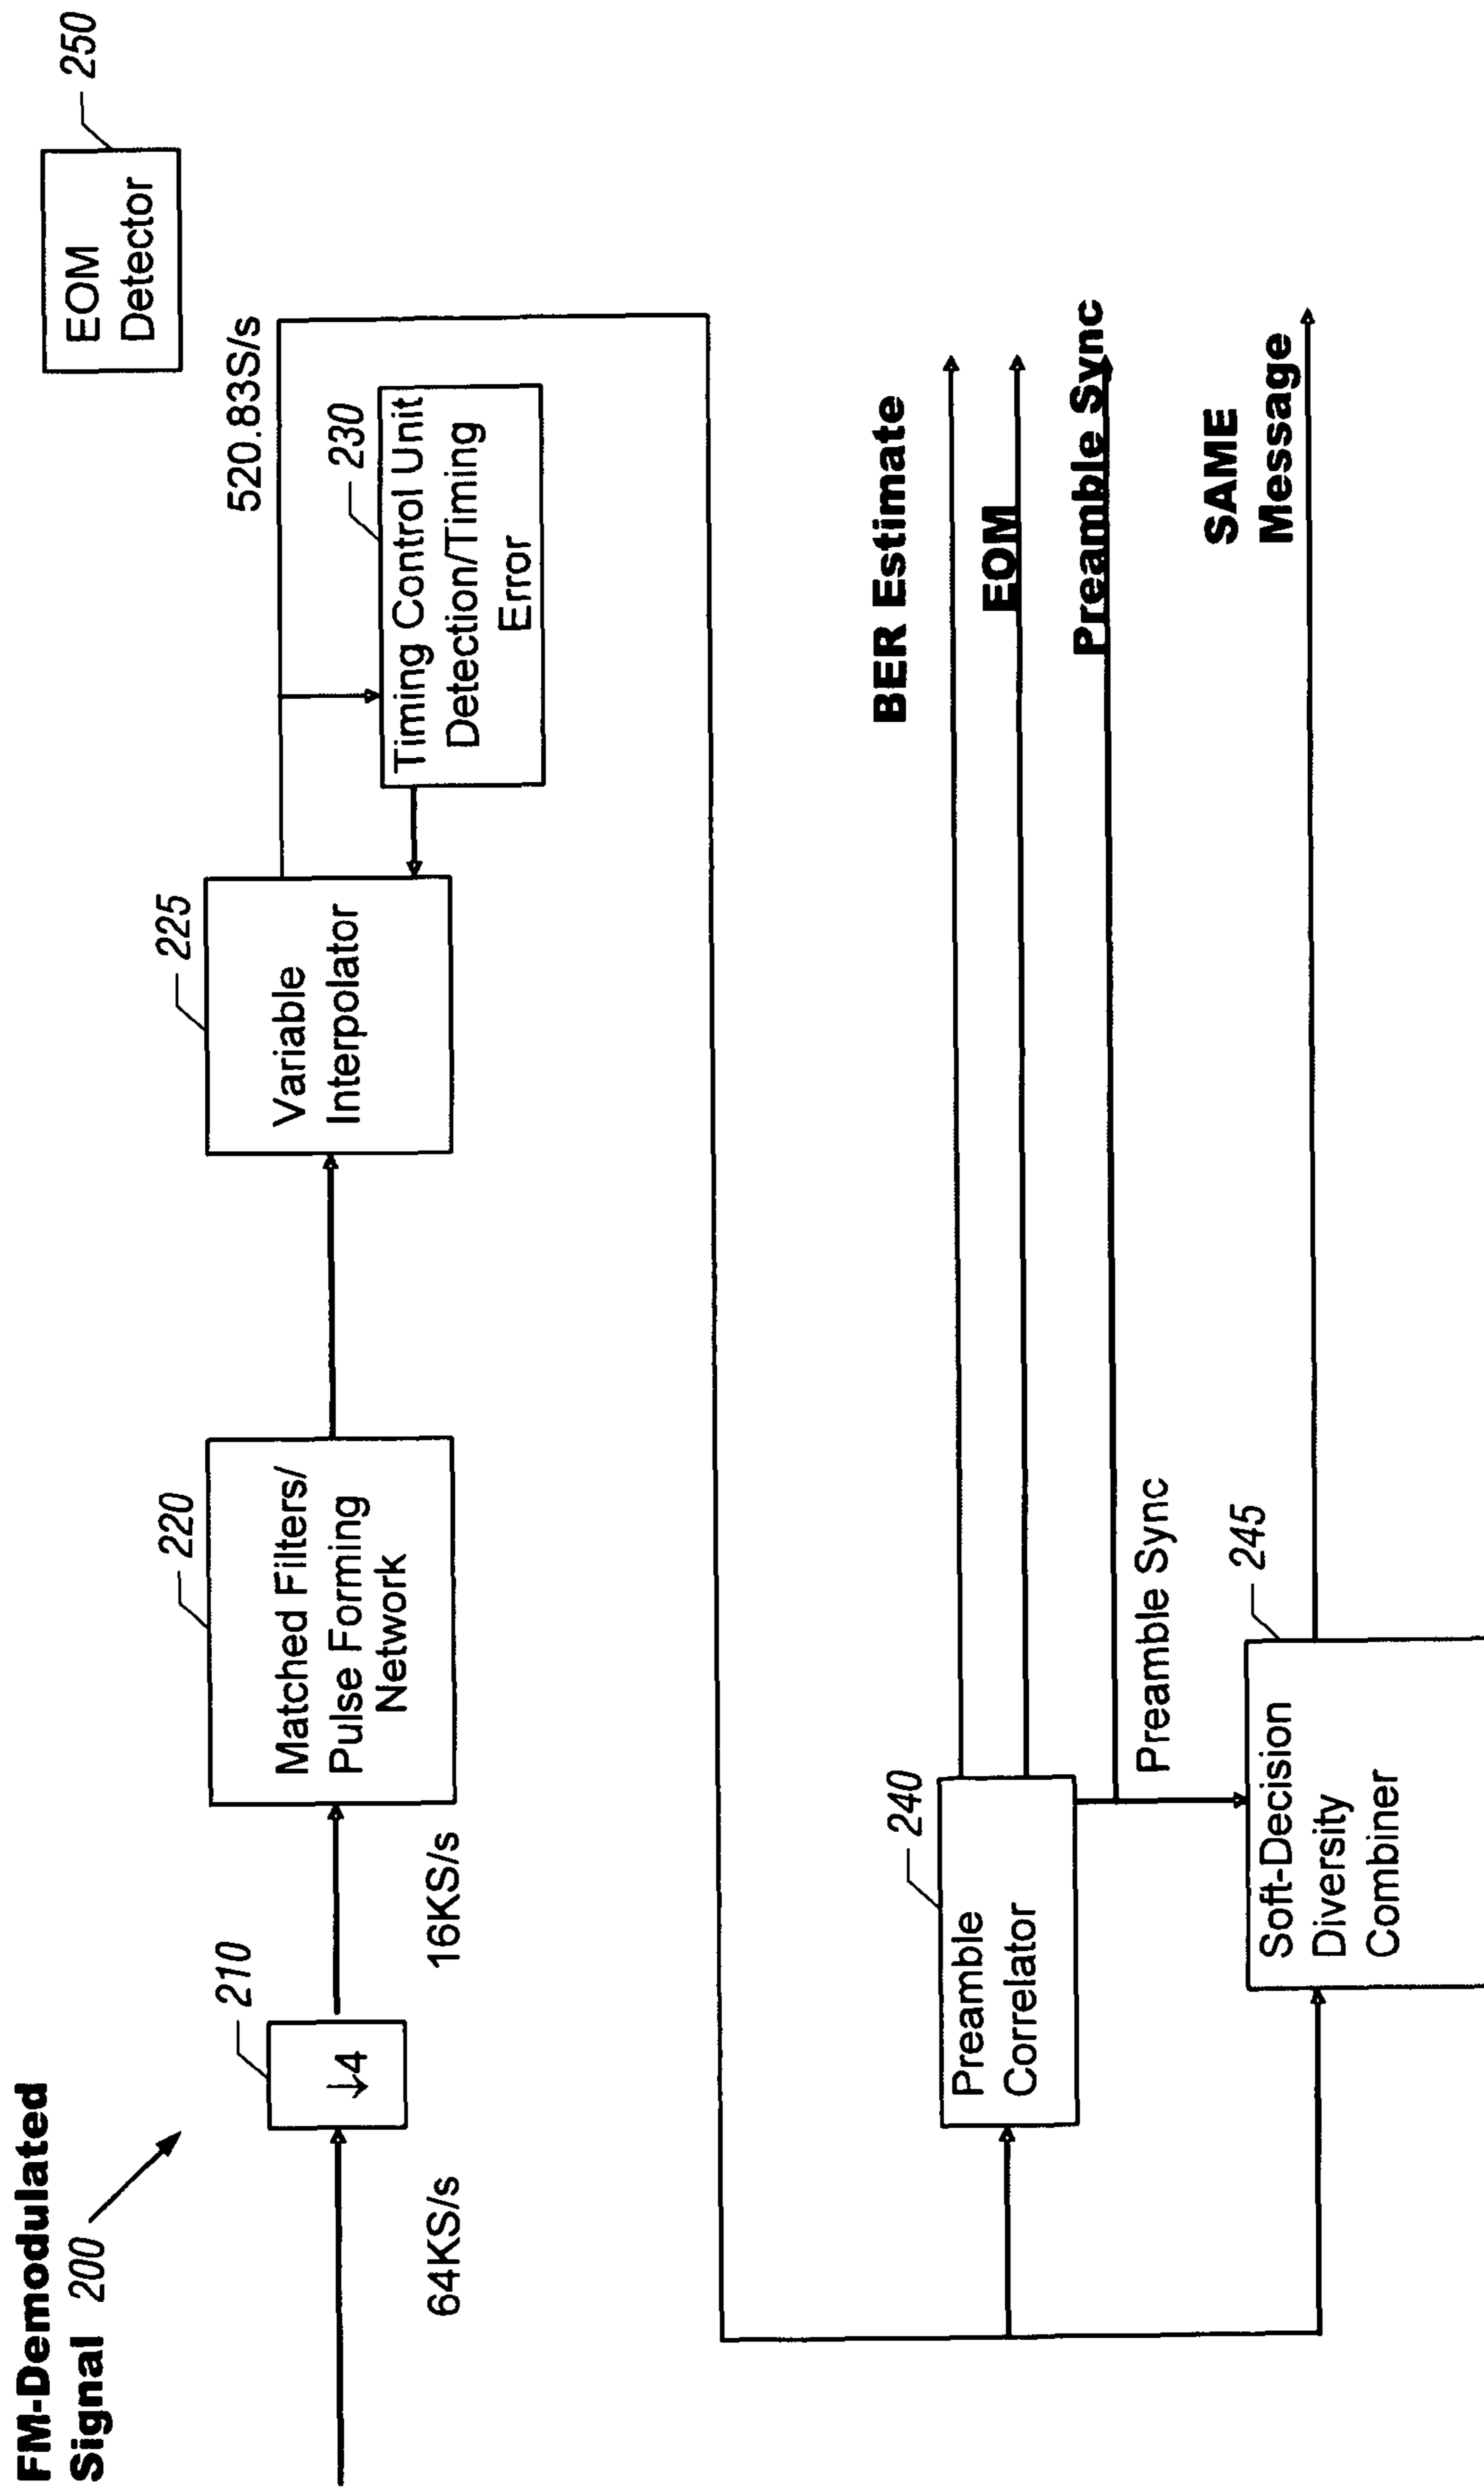 FM-Demodulated
Signal 200
64KS/s
210
↓4
16KS/s
220
Matched Filters/
Pulse Forming
Network
225
Variable
Interpolator
520.83S/s
230
Timing Control Unit
Detection/Timing
Error
250
EOM
Detector
240
Preamble
Correlator
BER Estimate
EOM
Preamble Sync
Preamble Sync
245
Soft-Decision
Diversity
Combiner
SAME
Message